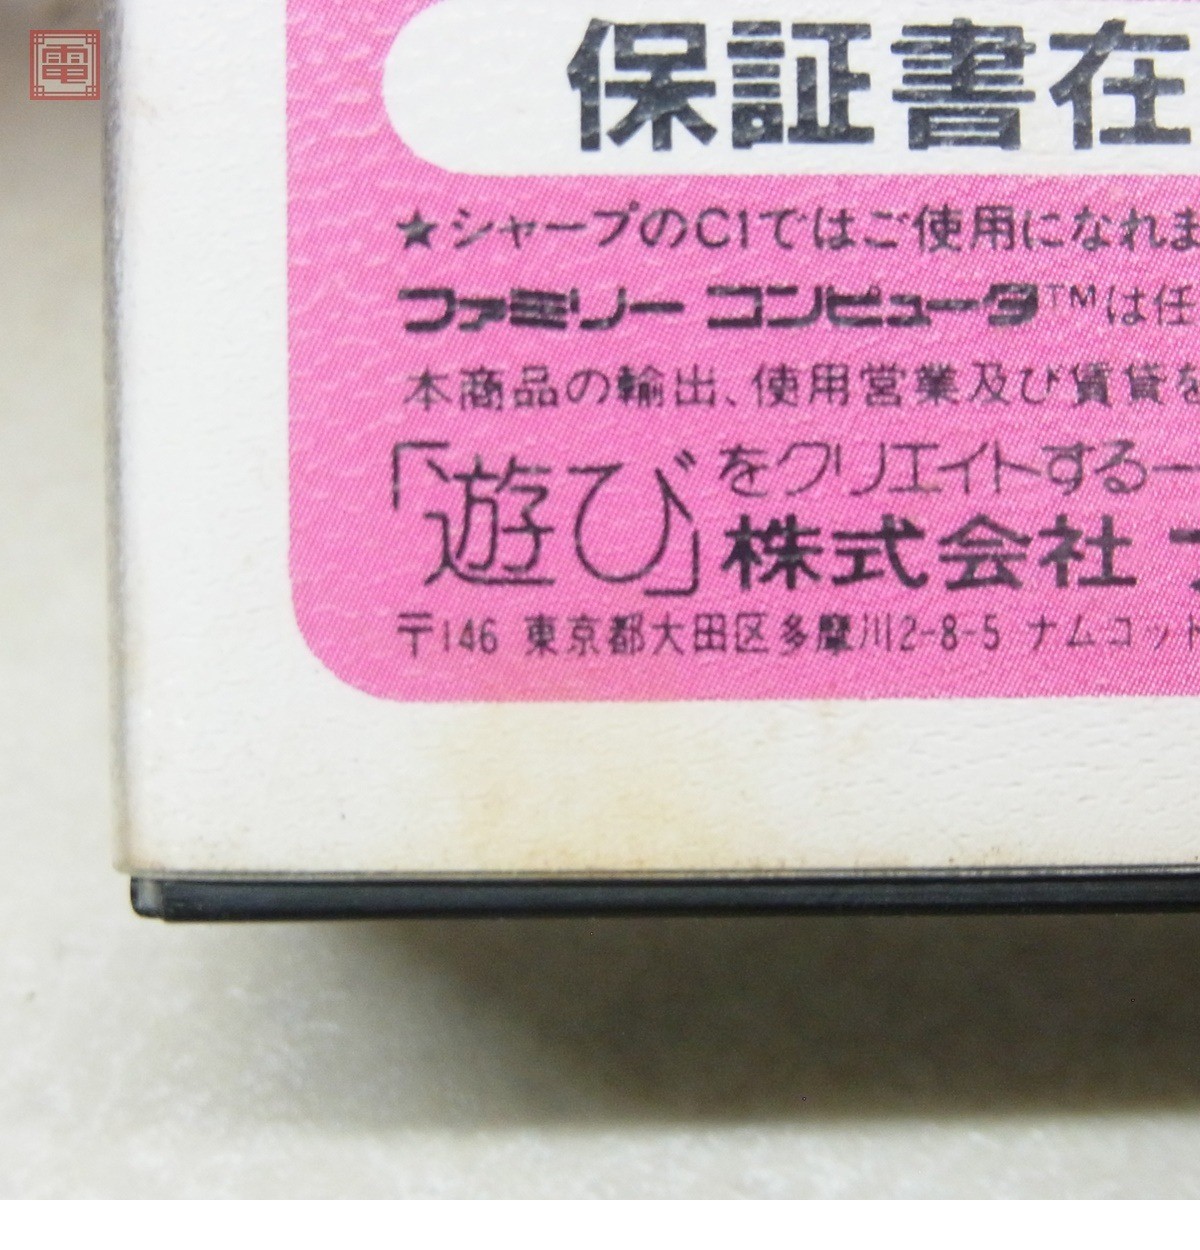 電
保証書在
★シャープのC1ではご使用になれま
ファミリー コンピュータTMは任
本商品の輸出、使用営業及び賃貸を
「遊び」をクリエイトするー
株式会社 ナ
〒146 東京都大田区多摩川2-8-5 ナムコット